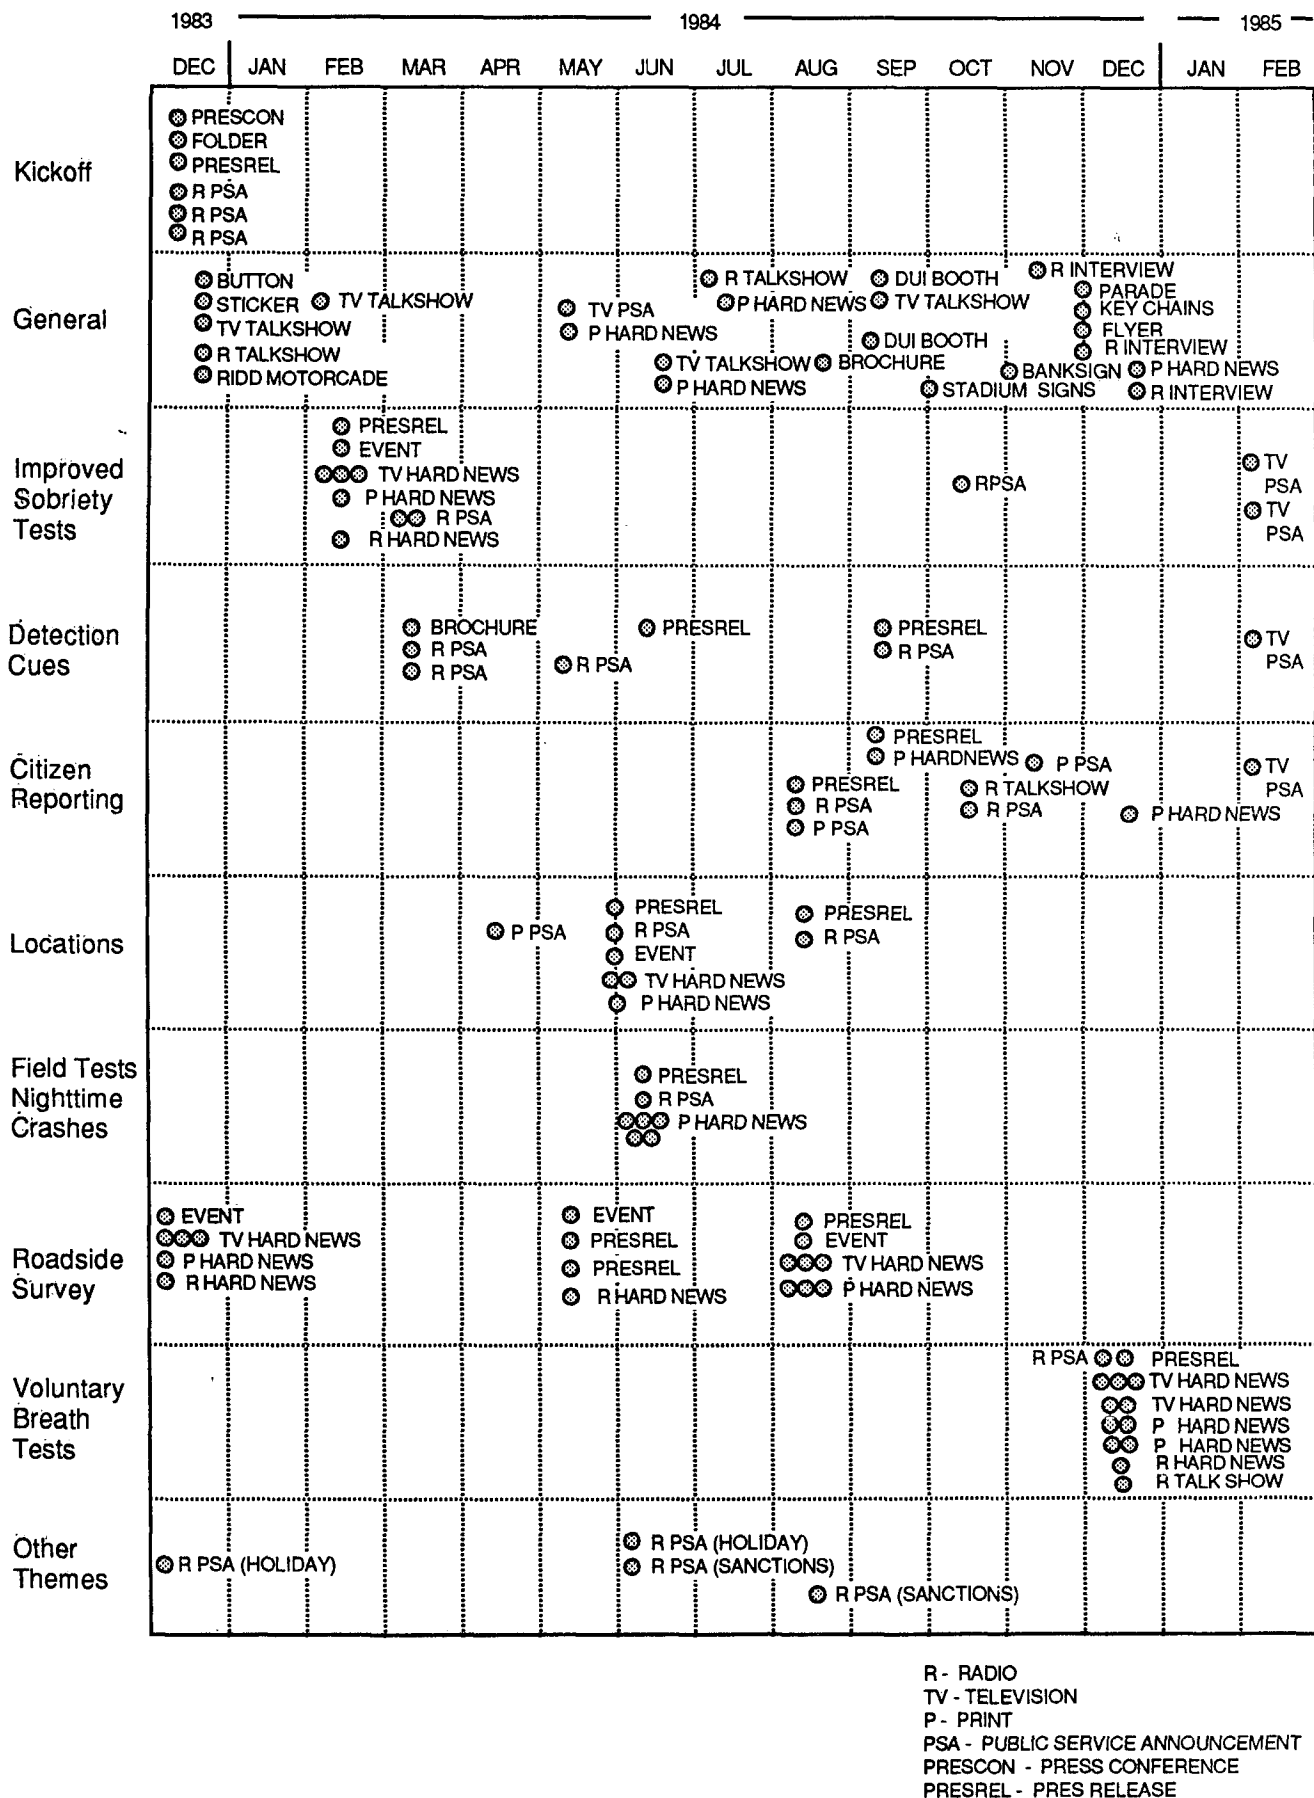 1983 1984 1985
DEC JAN FEB MAR APR MAY JUN JUL AUG SEP OCT NOV DEC JAN FEB
Kickoff
PRESCON
FOLDER
PRESREL
R PSA
R PSA
R PSA
General
BUTTON
STICKER
TV TALKSHOW
R TALKSHOW
RIDD MOTORCADE
TV TALKSHOW
TV PSA
P HARD NEWS
TV TALKSHOW
P HARD NEWS
R TALKSHOW
P HARD NEWS
BROCHURE
DUI BOOTH
TV TALKSHOW
DUI BOOTH
STADIUM SIGNS
BANKSIGN
R INTERVIEW
PARADE
KEY CHAINS
FLYER
R INTERVIEW
P HARD NEWS
R INTERVIEW
Improved
Sobriety
Tests
PRESREL
EVENT
TV HARD NEWS
P HARD NEWS
R PSA
R HARD NEWS
RPSA
TV
PSA
TV
PSA
Detection
Cues
BROCHURE
R PSA
R PSA
R PSA
PRESREL
PRESREL
R PSA
TV
PSA
Citizen
Reporting
PRESREL
R PSA
P PSA
PRESREL
P HARDNEWS
R TALKSHOW
R PSA
P PSA
P HARD NEWS
TV
PSA
Locations
P PSA
PRESREL
R PSA
EVENT
TV HARD NEWS
P HARD NEWS
PRESREL
R PSA
Field Tests
Nighttime
Crashes
PRESREL
R PSA
P HARD NEWS
Roadside
Survey
EVENT
TV HARD NEWS
P HARD NEWS
R HARD NEWS
EVENT
PRESREL
PRESREL
R HARD NEWS
PRESREL
EVENT
TV HARD NEWS
P HARD NEWS
Voluntary
Breath
Tests
R PSA PRESREL
TV HARD NEWS
TV HARD NEWS
P HARD NEWS
P HARD NEWS
R HARD NEWS
R TALK SHOW
Other
Themes
R PSA (HOLIDAY)
R PSA (HOLIDAY)
R PSA (SANCTIONS)
R PSA (SANCTIONS)
R - RADIO
TV - TELEVISION
P - PRINT
PSA - PUBLIC SERVICE ANNOUNCEMENT
PRESCON - PRESS CONFERENCE
PRESREL - PRES RELEASE